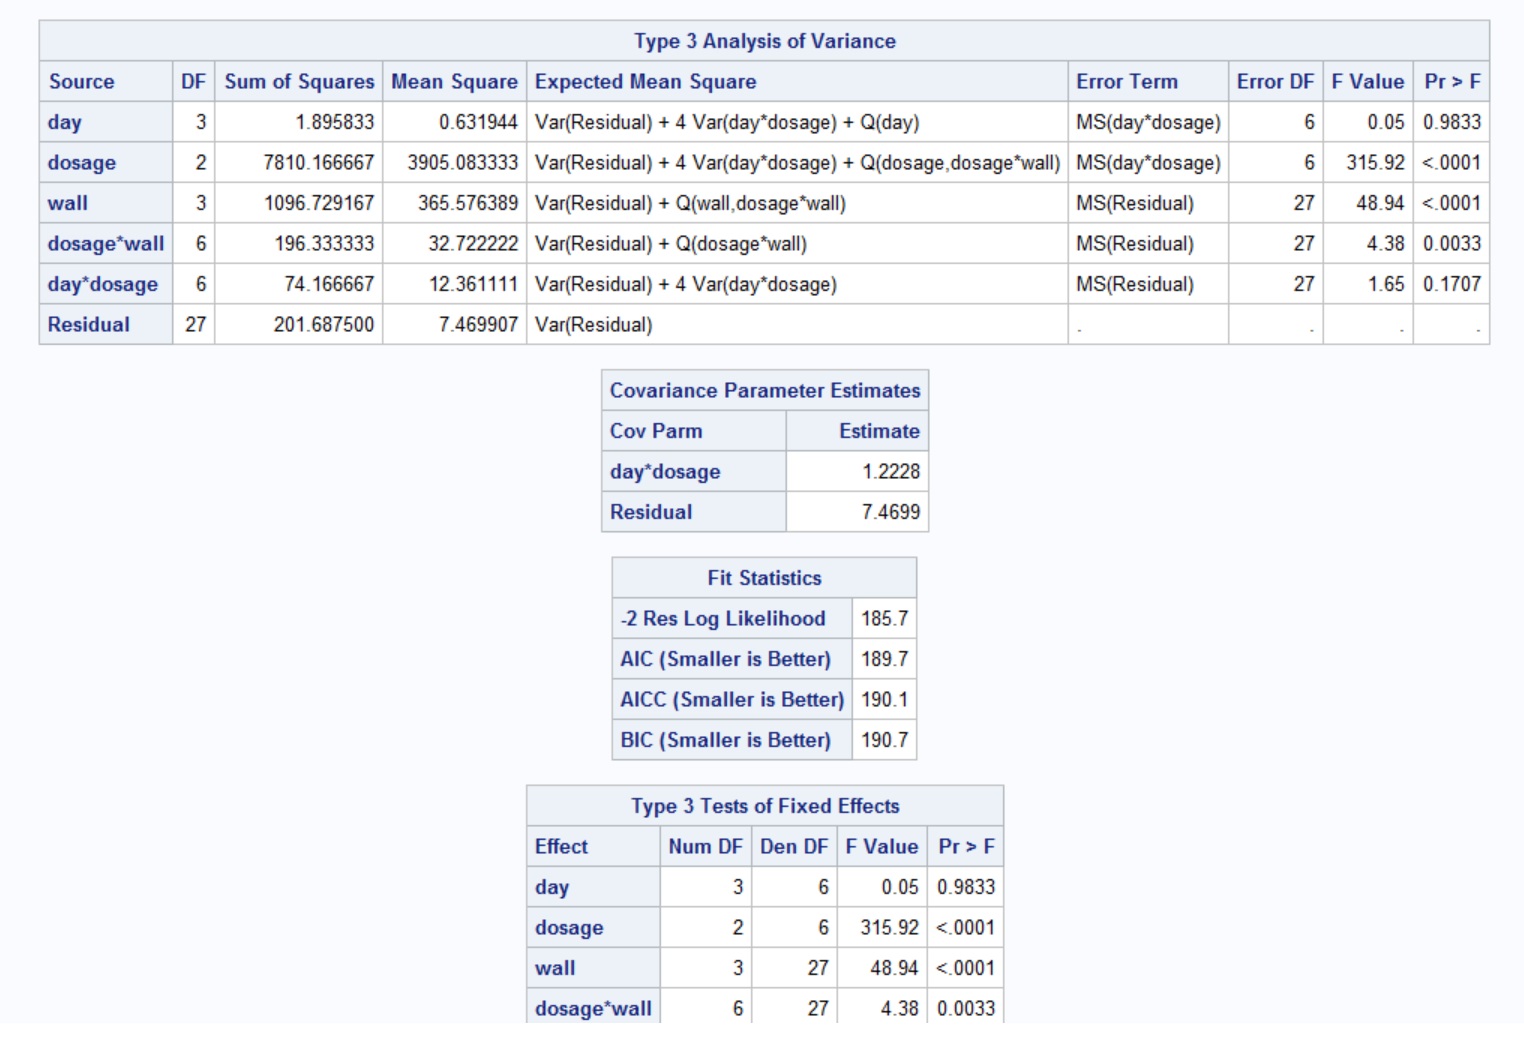 Type 3 Analysis of Variance
Source DF Sum of Squares Mean Square Expected Mean Square Error Term Error DF F Value Pr > F
day 3 1.895833 0.631944 Var(Residual) + 4 Var(day*dosage) + Q(day) MS(day*dosage) 6 0.05 0.9833
dosage 2 7810.166667 3905.083333 Var(Residual) + 4 Var(day*dosage) + Q(dosage,dosage*wall) MS(day*dosage) 6 315.92 <.0001
wall 3 1096.729167 365.576389 Var(Residual) + Q(wall,dosage*wall) MS(Residual) 27 48.94 <.0001
dosage*wall 6 196.333333 32.722222 Var(Residual) + Q(dosage*wall) MS(Residual) 27 4.38 0.0033
day*dosage 6 74.166667 12.361111 Var(Residual) + 4 Var(day*dosage) MS(Residual) 27 1.65 0.1707
Residual 27 201.687500 7.469907 Var(Residual) . . . .
Covariance Parameter Estimates
Cov Parm Estimate
day*dosage 1.2228
Residual 7.4699
Fit Statistics
-2 Res Log Likelihood 185.7
AIC (Smaller is Better) 189.7
AICC (Smaller is Better) 190.1
BIC (Smaller is Better) 190.7
Type 3 Tests of Fixed Effects
Effect Num DF Den DF F Value Pr > F
day 3 6 0.05 0.9833
dosage 2 6 315.92 <.0001
wall 3 27 48.94 <.0001
dosage*wall 6 27 4.38 0.0033